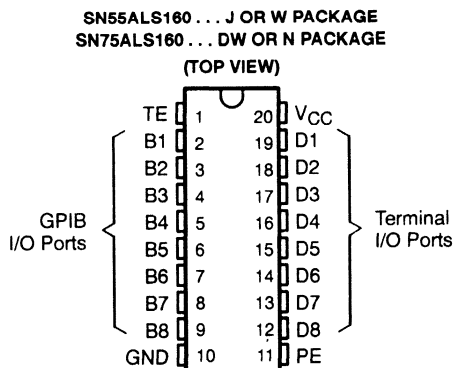 SN55ALS160 . . . J OR W PACKAGE
SN75ALS160 . . . DW OR N PACKAGE
(TOP VIEW)
TE 1 20 VCC
B1 2 19 D1
B2 3 18 D2
B3 4 17 D3
B4 5 16 D4
B5 6 15 D5
B6 7 14 D6
B7 8 13 D7
B8 9 12 D8
GND 10 11 PE
GPIB
I/O Ports
Terminal
I/O Ports